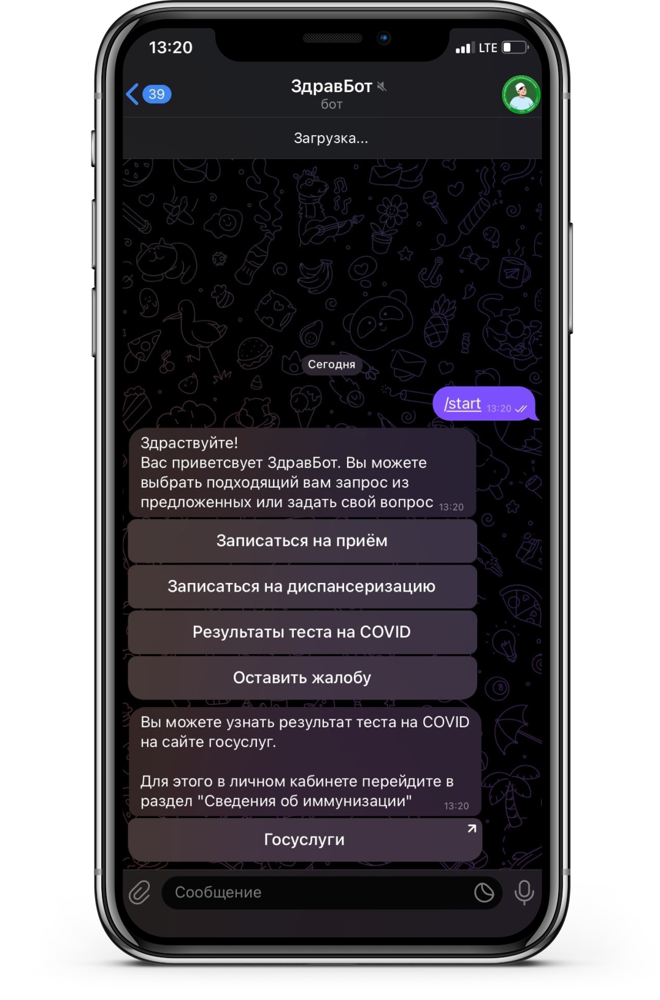 13:20
LTE
39
ЗдравБот
бот
Загрузка...
Сегодня
/start 13:20
Здраствуйте!
Вас приветсвует ЗдравБот. Вы можете
выбрать подходящий вам запрос из
предложенных или задать свой вопрос 13:20
Записаться на приём
Записаться на диспансеризацию
Результаты теста на COVID
Оставить жалобу
Вы можете узнать результат теста на COVID
на сайте госуслуг.
Для этого в личном кабинете перейдите в
раздел "Сведения об иммунизации" 13:20
Госуслуги
Сообщение